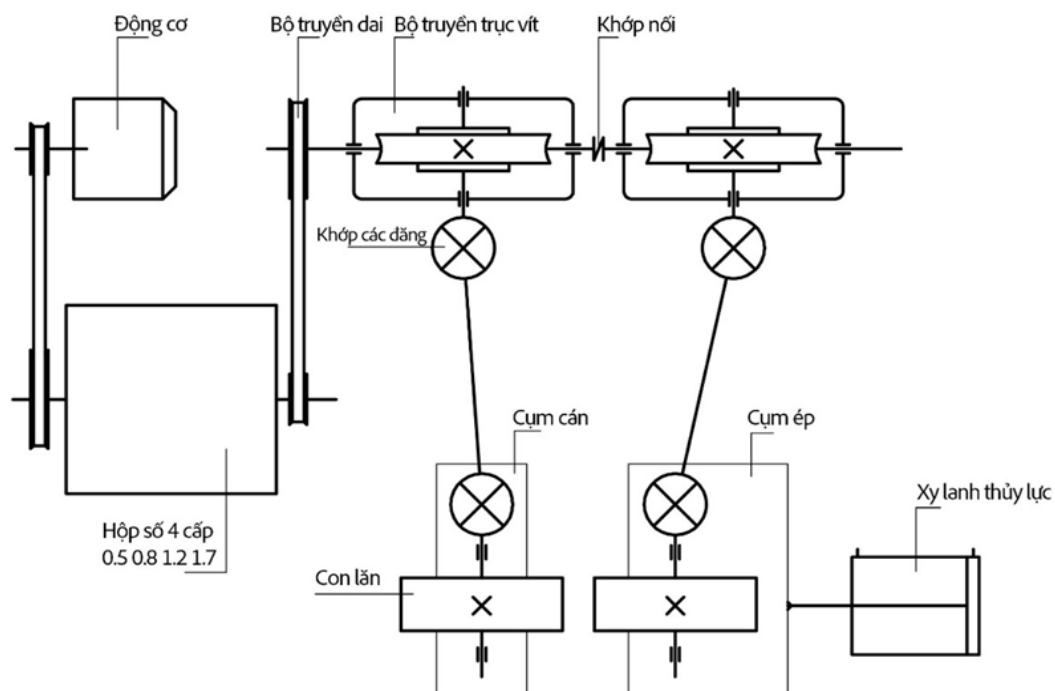 Động cơ
Bộ truyền dai
Bộ truyền trục vít
Khớp nối
Khớp các đăng
Cụm cán
Cụm ép
Xy lanh thủy lực
Hộp số 4 cấp
0.5 0.8 1.2 1.7
Con lăn